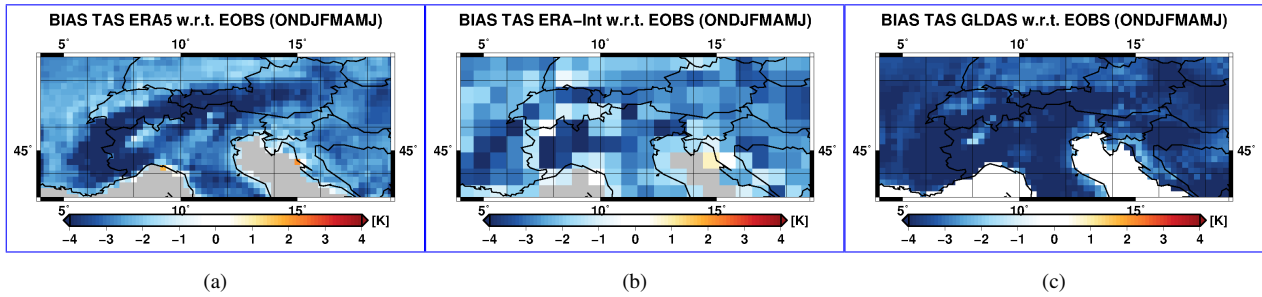 BIAS TAS ERA5 w.r.t. EOBS (ONDJFMAMJ)
5° 10° 15°
45° 45°
5° 10° 15°
[K]
−4 −3 −2 −1 0 1 2 3 4
(a)
BIAS TAS ERA−Int w.r.t. EOBS (ONDJFMAMJ)
5° 10° 15°
45° 45°
5° 10° 15°
[K]
−4 −3 −2 −1 0 1 2 3 4
(b)
BIAS TAS GLDAS w.r.t. EOBS (ONDJFMAMJ)
5° 10° 15°
45° 45°
5° 10° 15°
[K]
−4 −3 −2 −1 0 1 2 3 4
(c)